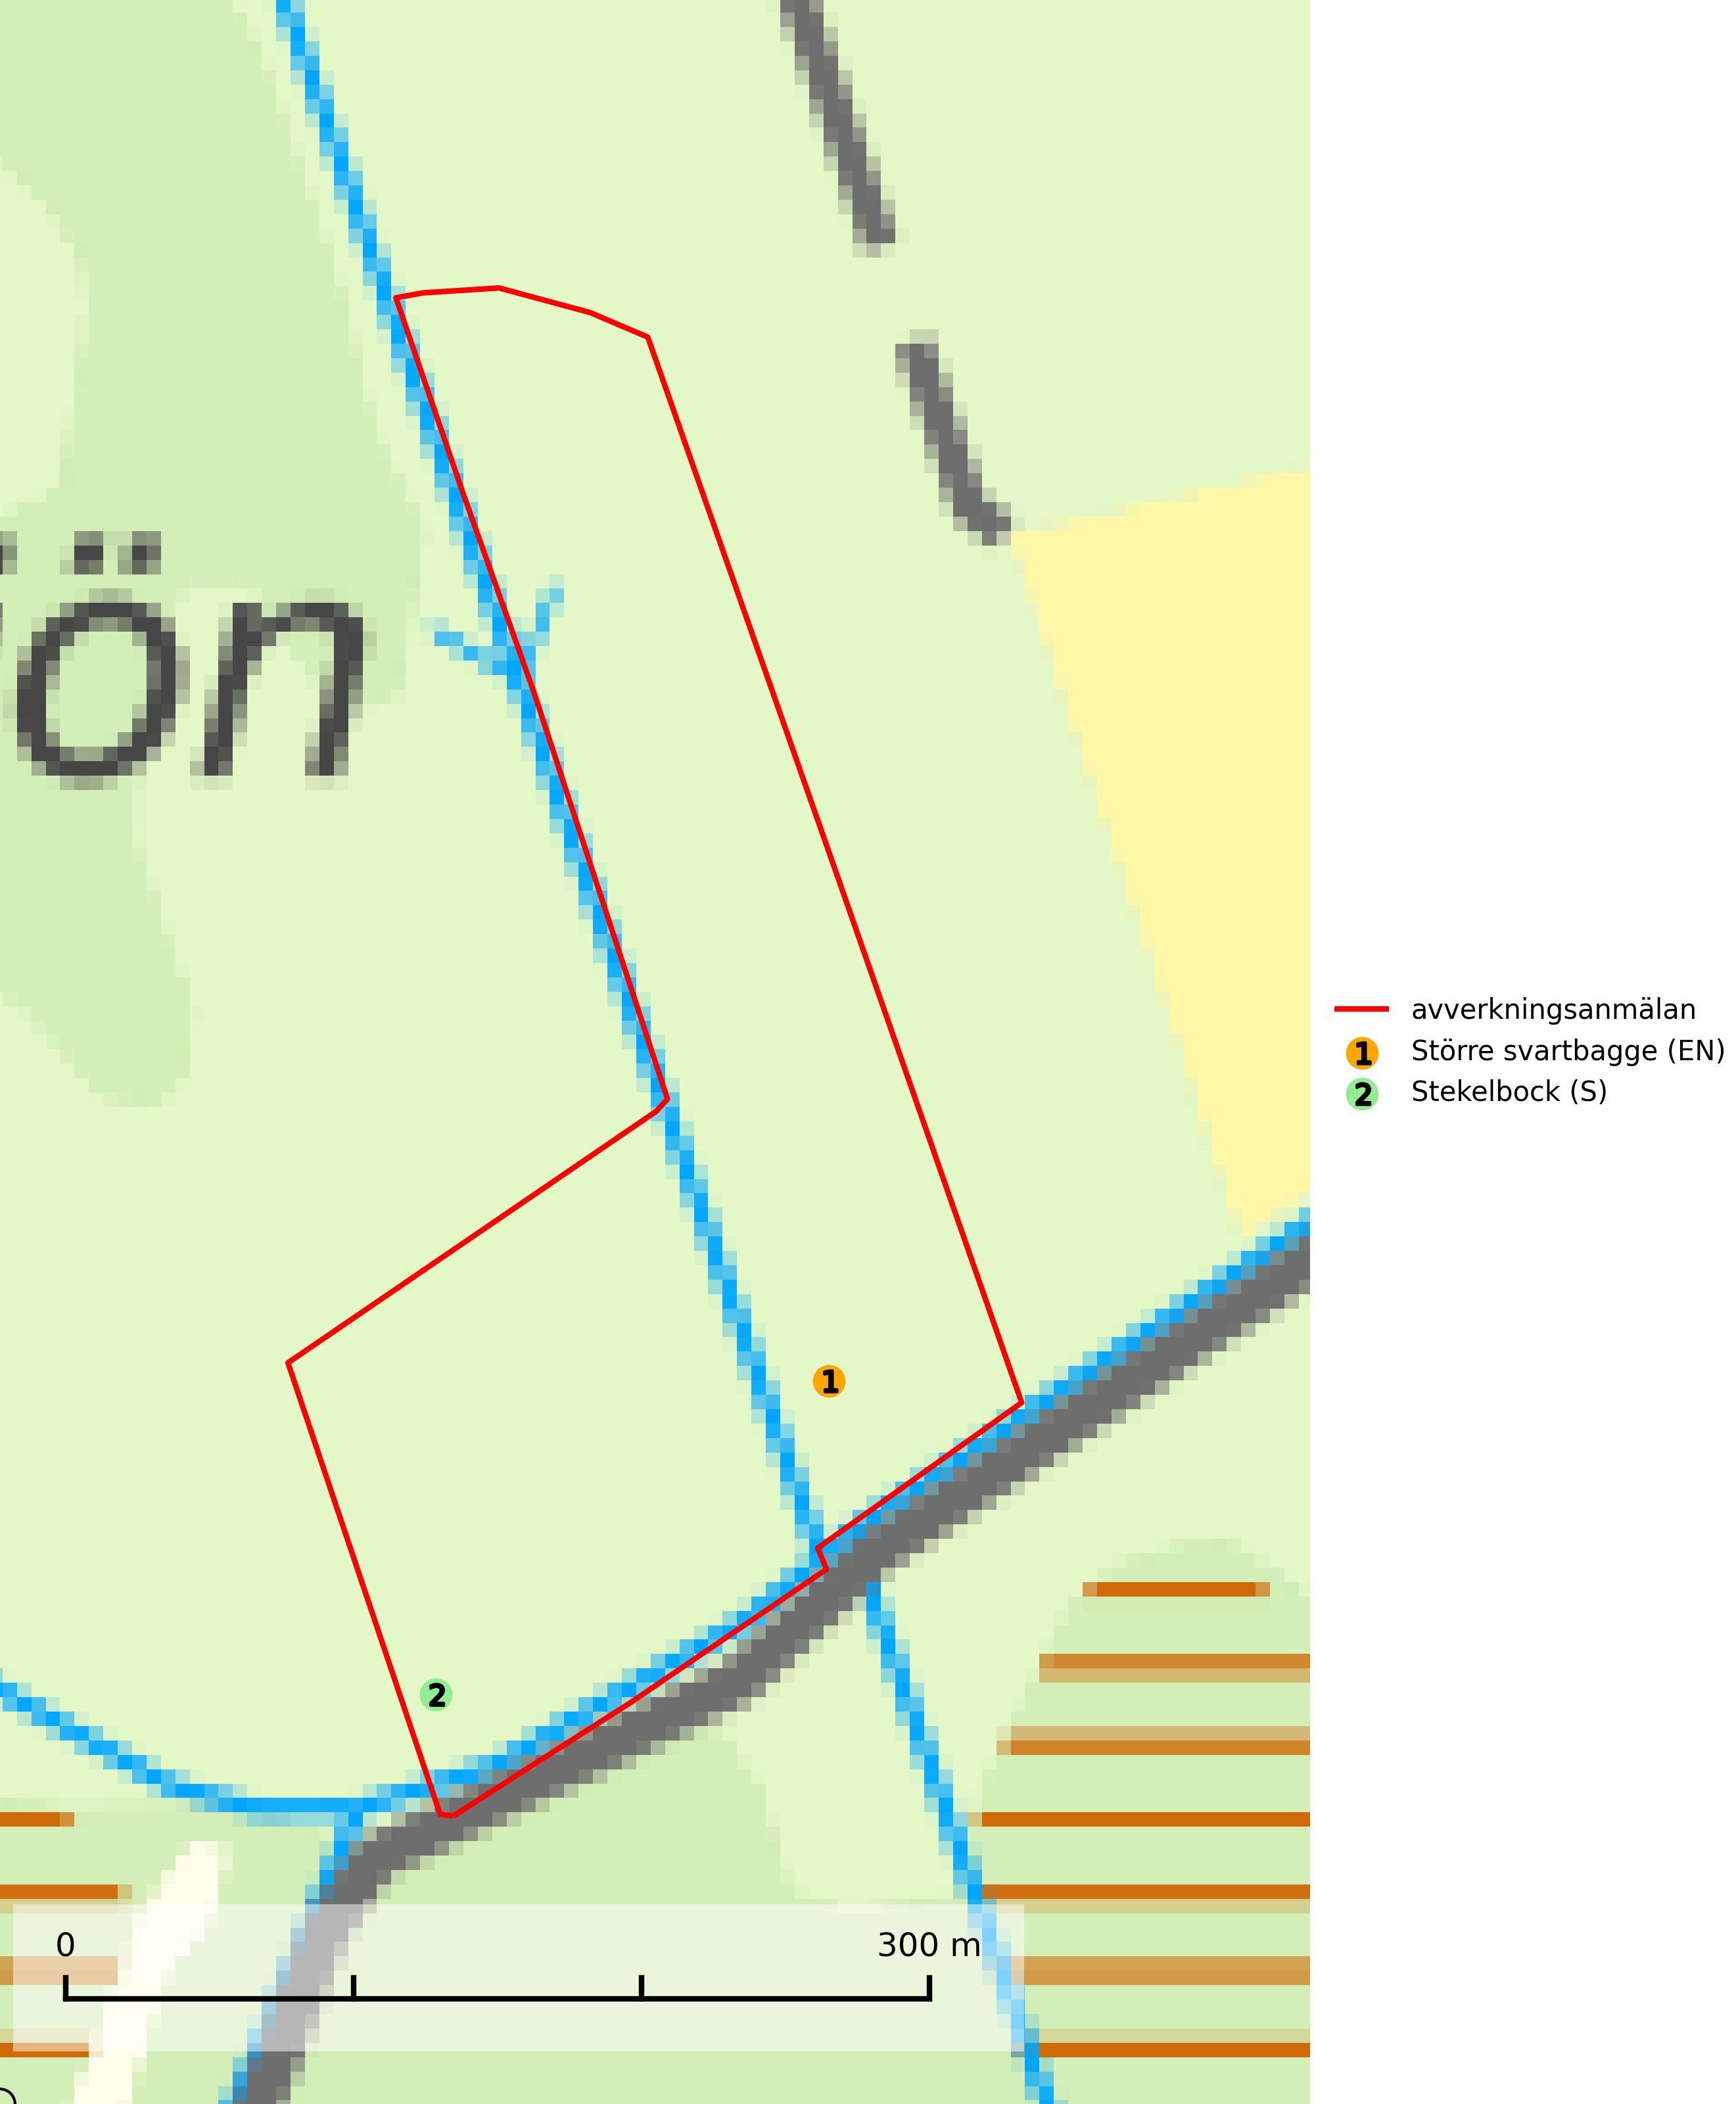 ön
avverkningsanmälan
1 Större svartbagge (EN)
2 Stekelbock (S)
1
2
0 300 m